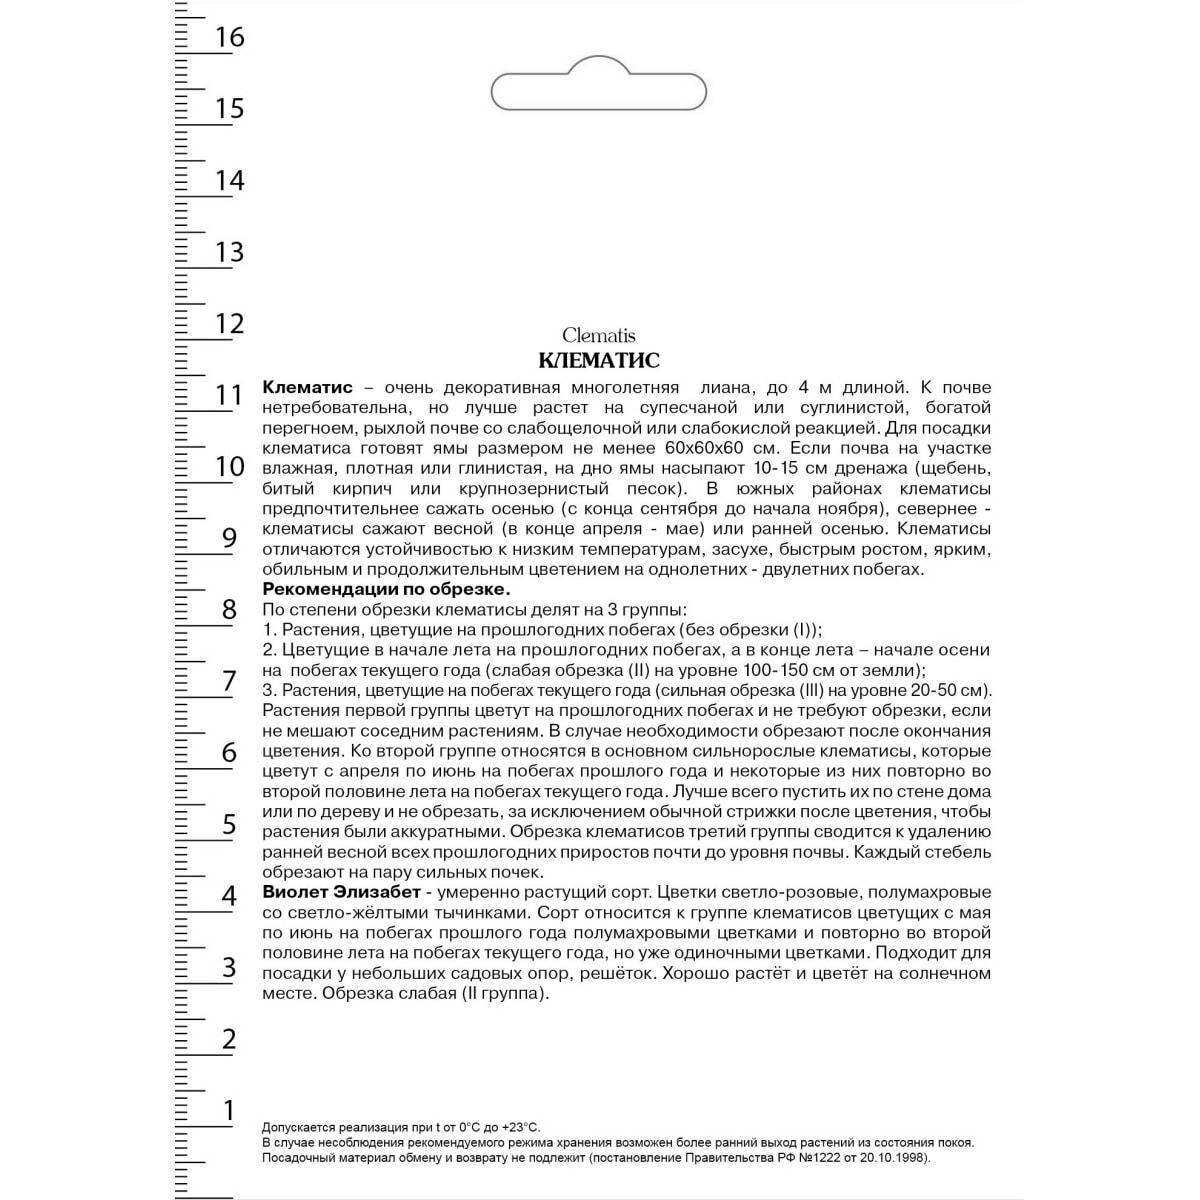 16
15
14
13
12
11
10
9
8
7
6
5
4
3
2
1
Clematis
КЛЕМАТИС
Клематис – очень декоративная многолетняя лиана, до 4 м длиной. К почве
нетребовательна, но лучше растет на супесчаной или суглинистой, богатой
перегноем, рыхлой почве со слабощелочной или слабокислой реакцией. Для посадки
клематиса готовят ямы размером не менее 60х60х60 см. Если почва на участке
влажная, плотная или глинистая, на дно ямы насыпают 10-15 см дренажа (щебень,
битый кирпич или крупнозернистый песок). В южных районах клематисы
предпочтительнее сажать осенью (с конца сентября до начала ноября), севернее -
клематисы сажают весной (в конце апреля - мае) или ранней осенью. Клематисы
отличаются устойчивостью к низким температурам, засухе, быстрым ростом, ярким,
обильным и продолжительным цветением на однолетних - двулетних побегах.
Рекомендации по обрезке.
По степени обрезки клематисы делят на 3 группы:
1. Растения, цветущие на прошлогодних побегах (без обрезки (I));
2. Цветущие в начале лета на прошлогодних побегах, а в конце лета – начале осени
на побегах текущего года (слабая обрезка (II) на уровне 100-150 см от земли);
3. Растения, цветущие на побегах текущего года (сильная обрезка (III) на уровне 20-50 см).
Растения первой группы цветут на прошлогодних побегах и не требуют обрезки, если
не мешают соседним растениям. В случае необходимости обрезают после окончания
цветения. Ко второй группе относятся в основном сильнорослые клематисы, которые
цветут с апреля по июнь на побегах прошлого года и некоторые из них повторно во
второй половине лета на побегах текущего года. Лучше всего пустить их по стене дома
или по дереву и не обрезать, за исключением обычной стрижки после цветения, чтобы
растения были аккуратными. Обрезка клематисов третий группы сводится к удалению
ранней весной всех прошлогодних приростов почти до уровня почвы. Каждый стебель
обрезают на пару сильных почек.
Виолет Элизабет - умеренно растущий сорт. Цветки светло-розовые, полумахровые
со светло-жёлтыми тычинками. Сорт относится к группе клематисов цветущих с мая
по июнь на побегах прошлого года полумахровыми цветками и повторно во второй
половине лета на побегах текущего года, но уже одиночными цветками. Подходит для
посадки у небольших садовых опор, решёток. Хорошо растёт и цветёт на солнечном
месте. Обрезка слабая (II группа).
Допускается реализация при t от 0°С до +23°С.
В случае несоблюдения рекомендуемого режима хранения возможен более ранний выход растений из состояния покоя.
Посадочный материал обмену и возврату не подлежит (постановление Правительства РФ №1222 от 20.10.1998).